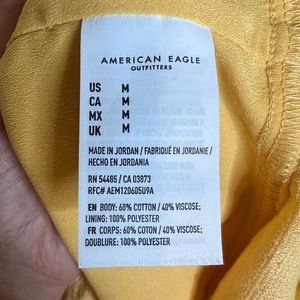 AMERICAN EAGLE
OUTFITTERS
US M
CA M
MX M
UK M
MADE IN JORDAN / FABRIQUÉ EN JORDANIE /
HECHO EN JORDANIA
RN 54485 / CA 03873
RFC# AEM120605U9A
EN BODY: 60% COTTON / 40% VISCOSE;
LINING: 100% POLYESTER
FR CORPS: 60% COTON / 40% VISCOSE;
DOUBLURE: 100% POLYESTER